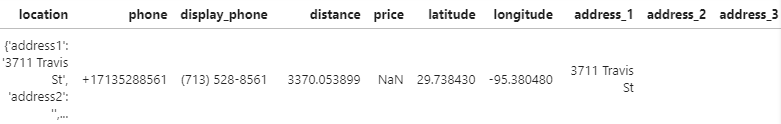 location phone display_phone distance price latitude longitude address_1 address_2 address_3
{'address1':
'3711 Travis
St',
'address2':
'',...
+17135288561 (713) 528-8561 3370.053899 NaN 29.738430 -95.380480
3711 Travis
St